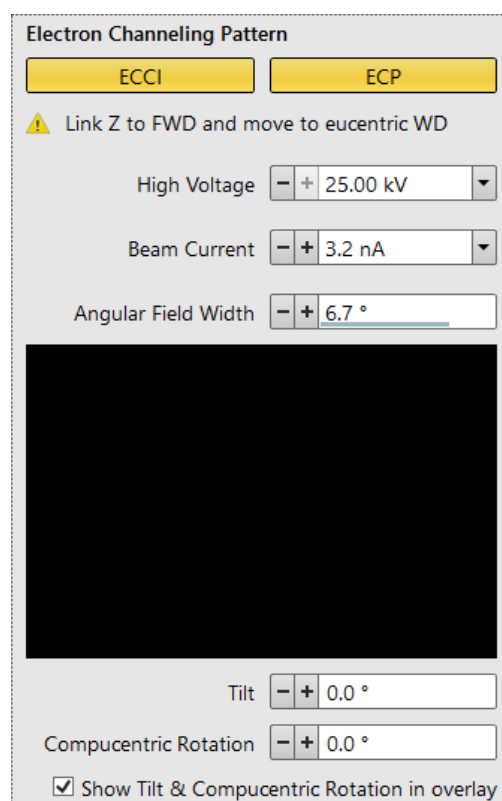 Electron Channeling Pattern
ECCI ECP
Link Z to FWD and move to eucentric WD
High Voltage − + 25.00 kV
Beam Current − + 3.2 nA
Angular Field Width − + 6.7 °
Tilt − + 0.0 °
Compucentric Rotation − + 0.0 °
Show Tilt & Compucentric Rotation in overlay